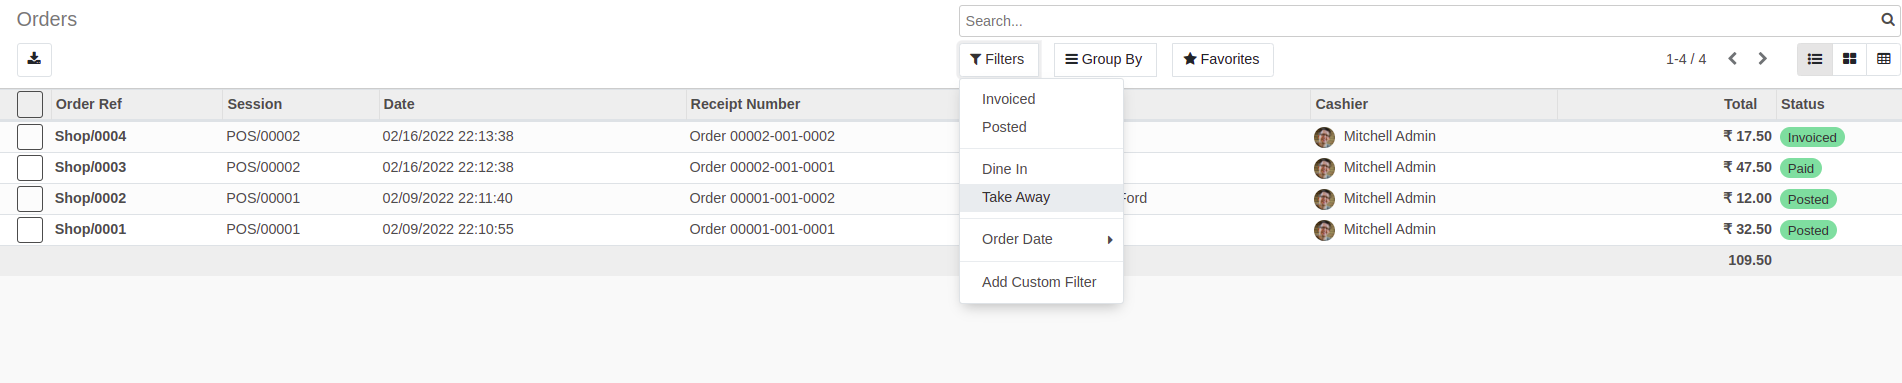 Orders
Search...
Filters Group By Favorites 1-4 / 4
Invoiced
Posted
Dine In
Take Away
Order Date
Add Custom Filter
Order Ref Session Date Receipt Number Cashier Total Status
Shop/0004 POS/00002 02/16/2022 22:13:38 Order 00002-001-0002 Mitchell Admin ₹ 17.50 Invoiced
Shop/0003 POS/00002 02/16/2022 22:12:38 Order 00002-001-0001 Mitchell Admin ₹ 47.50 Paid
Shop/0002 POS/00001 02/09/2022 22:11:40 Order 00001-001-0002 Ford Mitchell Admin ₹ 12.00 Posted
Shop/0001 POS/00001 02/09/2022 22:10:55 Order 00001-001-0001 Mitchell Admin ₹ 32.50 Posted
109.50